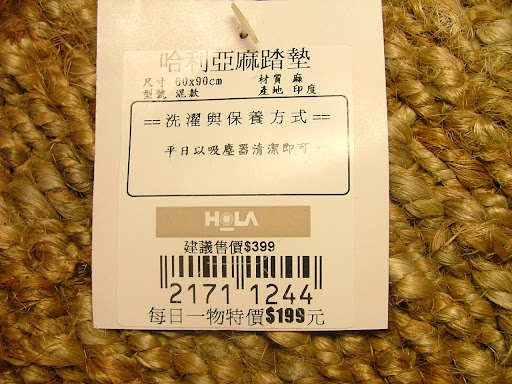 哈利亞麻踏墊
尺寸 60x90cm 材質 麻
型號 混款 產地 印度
==洗濯與保養方式==
平日以吸塵器清潔即可。
HOLA
建議售價$399
2171 1244
每日一物特價$199元